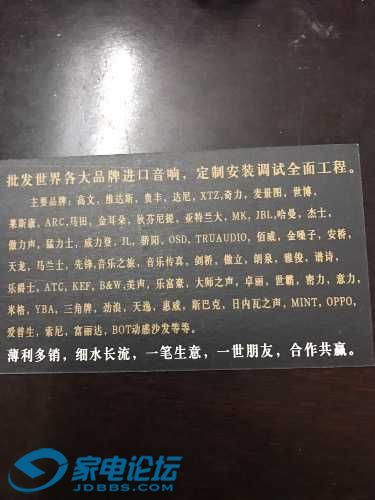 批发世界各大品牌进口音响，定制安装调试全面工程。
主要品牌：高文，维达斯，贵丰，达尼，XTZ,奇力，麦景图，世博，
莱斯康，ARC,马田，金耳朵，狄芬尼提，亚特兰大，MK，JBL,哈曼，杰士，
傲力声，猛力士，威力登，JL，骄阳，OSD，TRUAUDIO，佰威，金嗓子，安桥，
天龙，马兰士，先锋，音乐之旅，音乐传真，剑桥，傲立，朗泉，雅俊，谱诗，
乐爵士，ATC，KEF，B&W,美声，乐富豪，大师之声，卓丽，世霸，密力，意力，
米格，YBA，三角牌，劲浪，天逸，惠威，斯巴克，日内瓦之声，MINT，OPPO，
爱普生，索尼，富丽达，BOT动感沙发等等。
薄利多销，细水长流，一笔生意，一世朋友，合作共赢。
家电论坛
JDBBS.COM